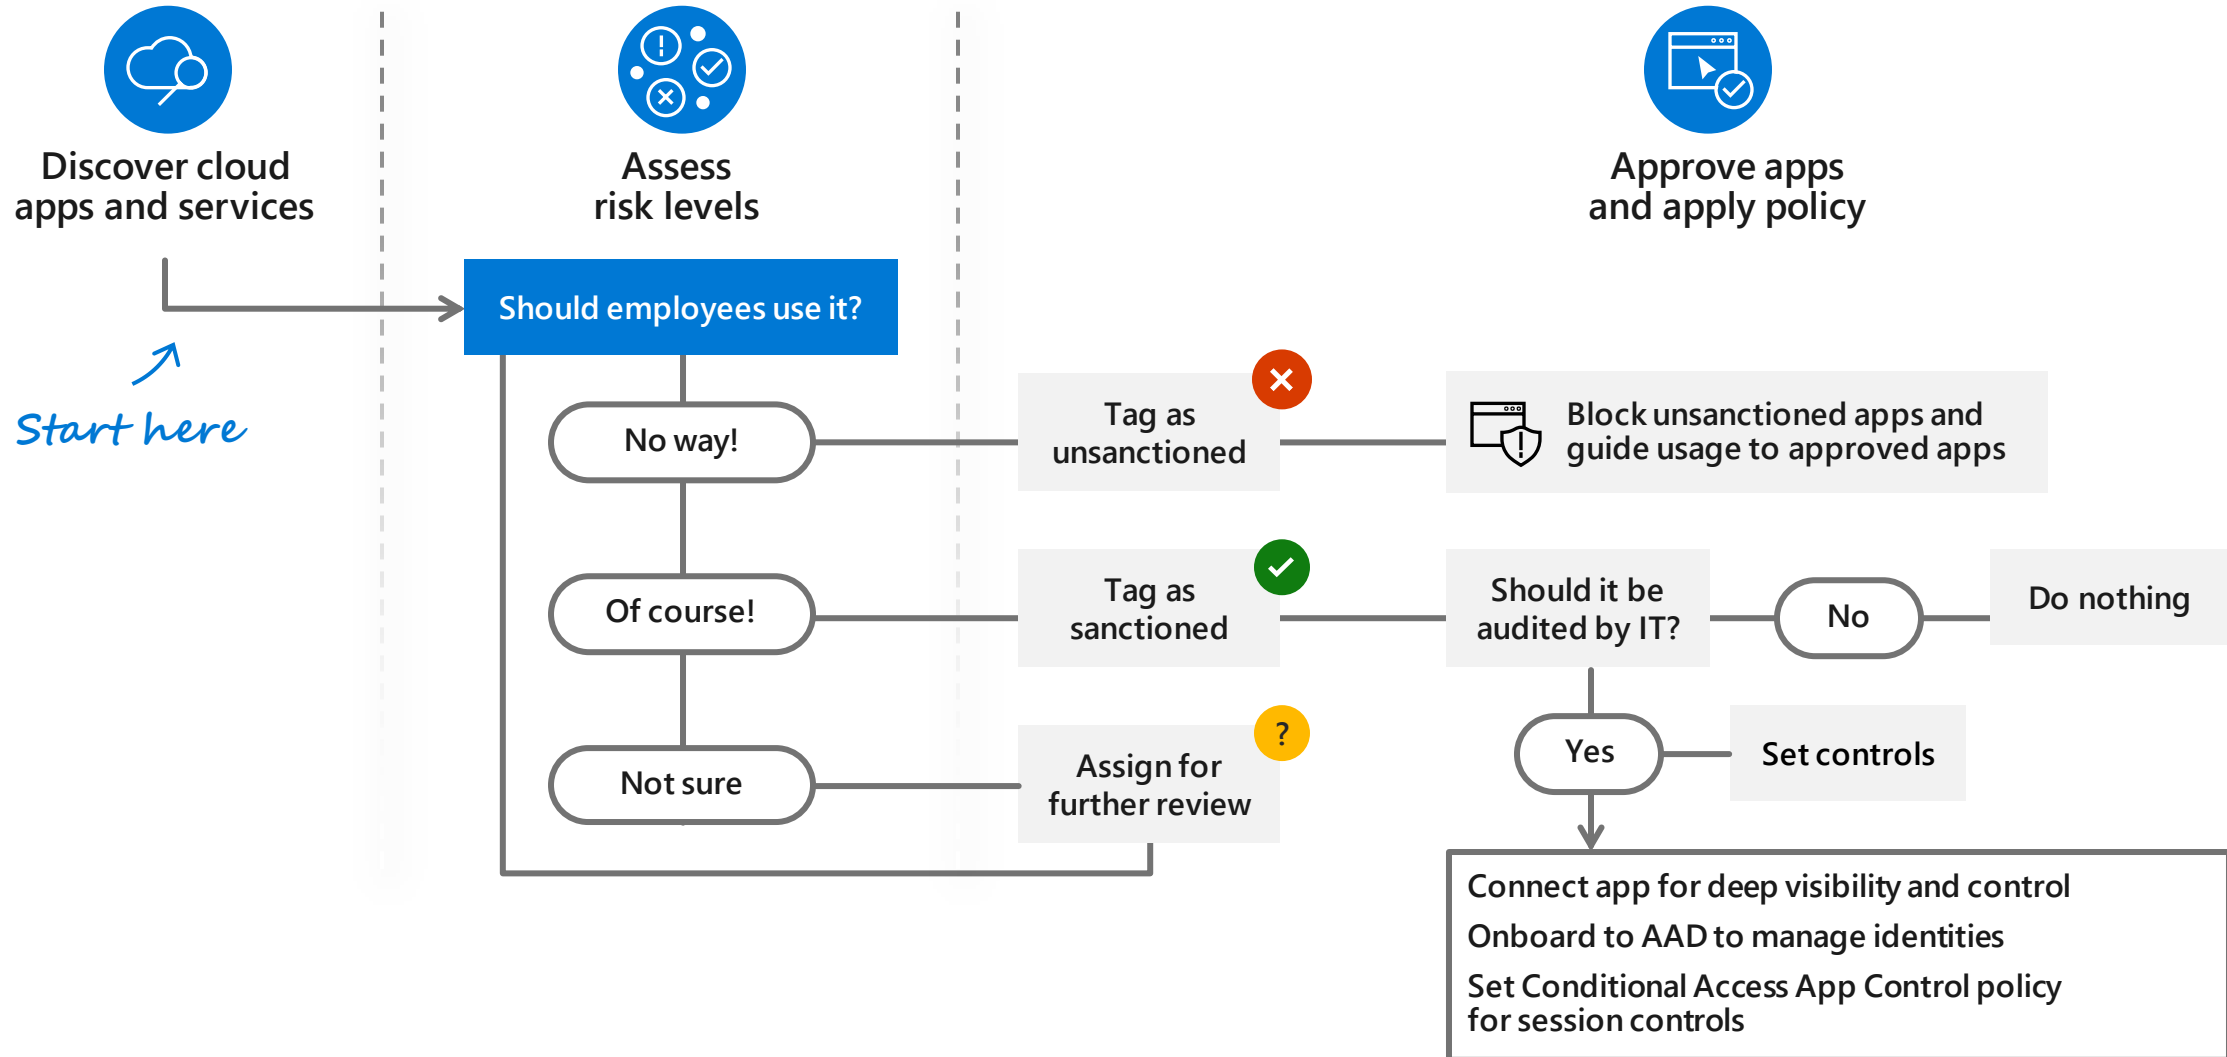 Discover cloud
apps and services
Assess
risk levels
Approve apps
and apply policy
Start here
Should employees use it?
No way!
Tag as
unsanctioned
Block unsanctioned apps and
guide usage to approved apps
Of course!
Tag as
sanctioned
Should it be
audited by IT?
No
Do nothing
Not sure
Assign for
further review
?
Yes
Set controls
Connect app for deep visibility and control
Onboard to AAD to manage identities
Set Conditional Access App Control policy
for session controls